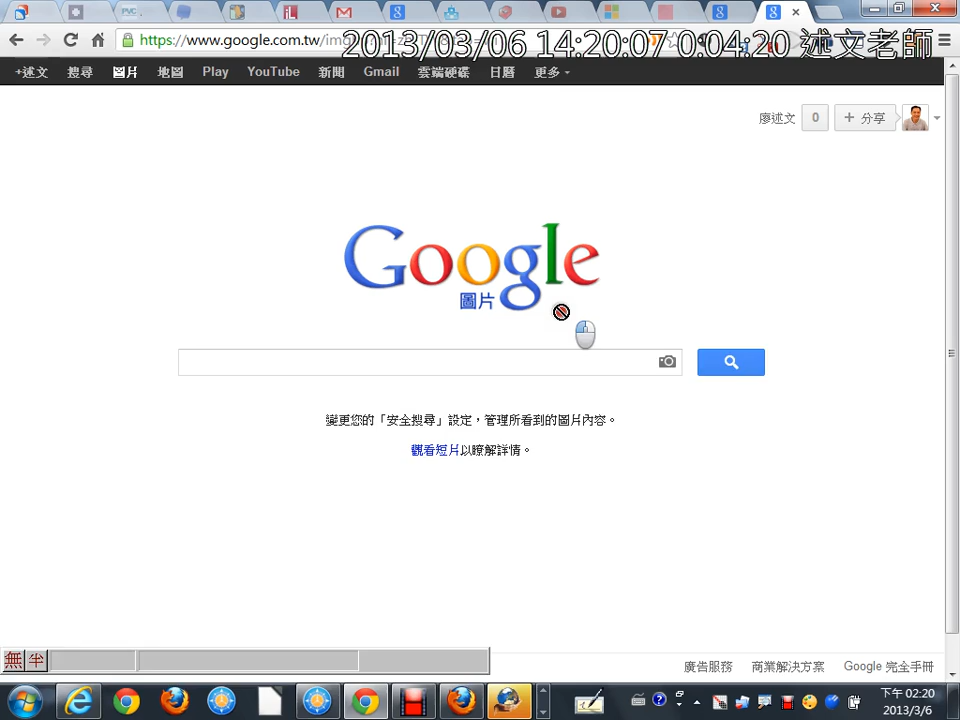 PVC
https://www.google.com.tw/im
2013/03/06 14:20:07 0:04:20 述文老師
+述文 搜尋 圖片 地圖 Play YouTube 新聞 Gmail 雲端硬碟 日曆 更多
廖述文 0 + 分享
Google
圖片
變更您的「安全搜尋」設定，管理所看到的圖片內容。
觀看短片以瞭解詳情。
無 半
廣告服務 商業解決方案 Google 完全手冊
下午 02:20
2013/3/6